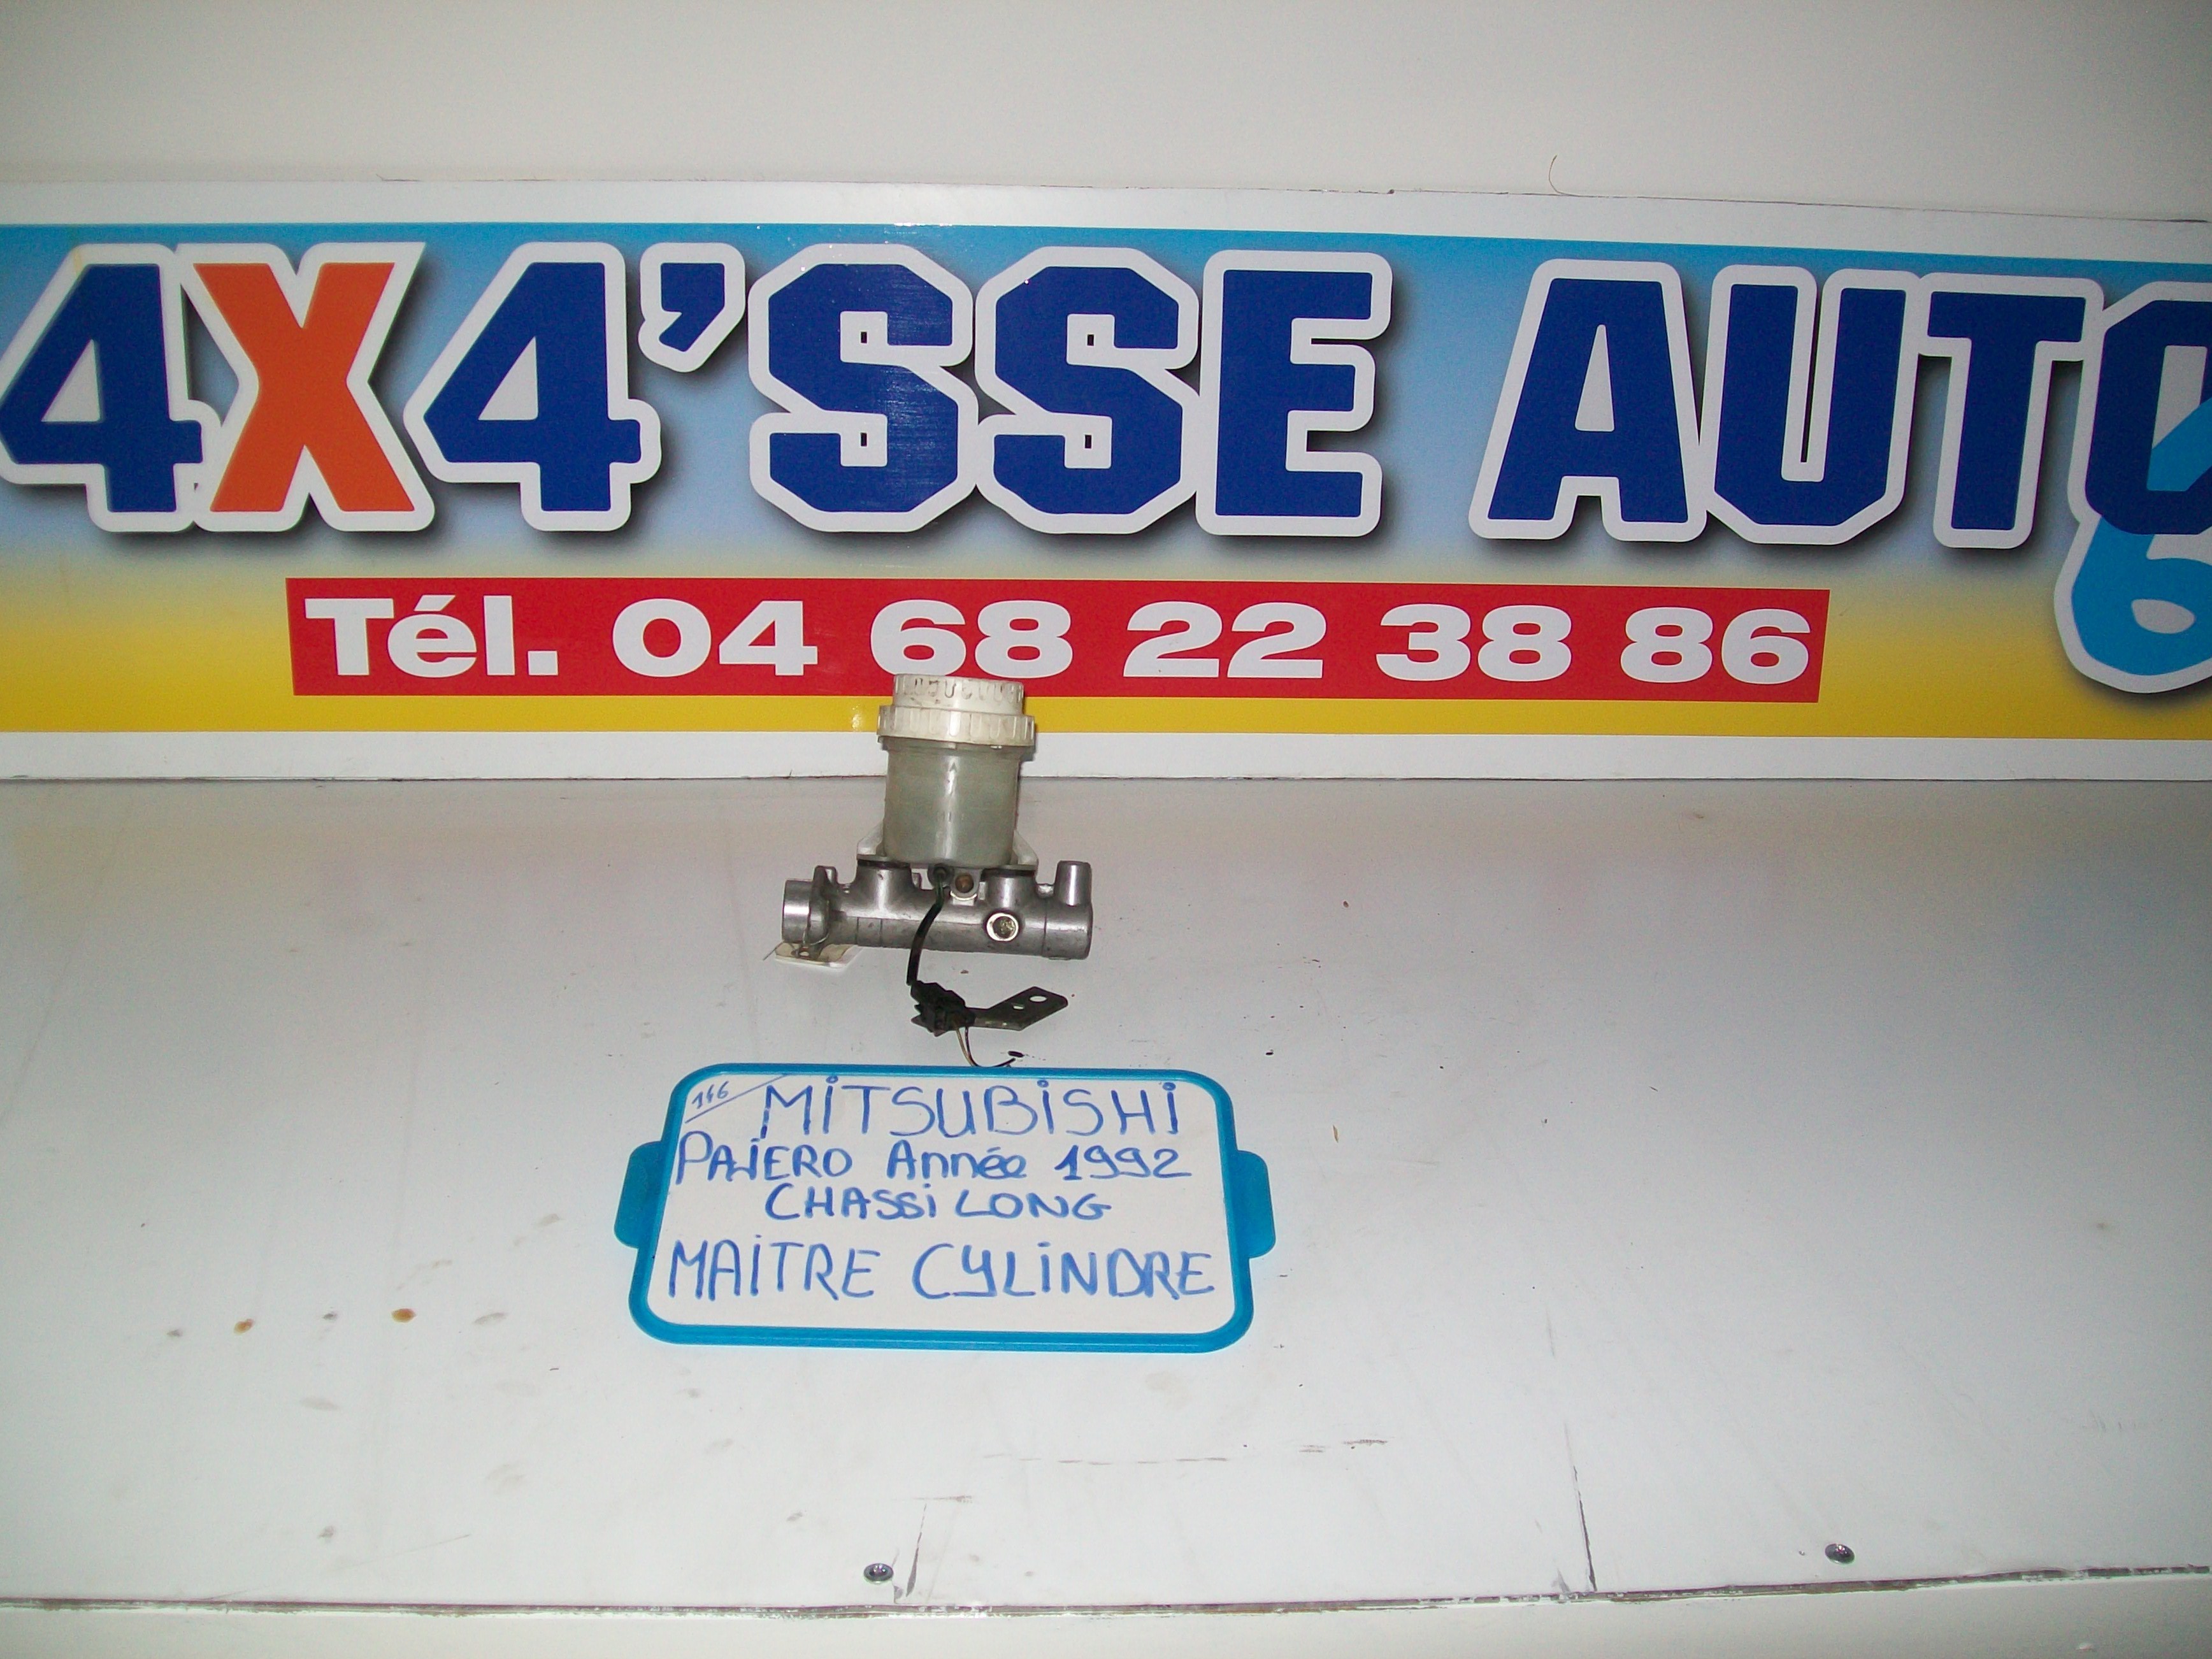 4X4'SSE AUTO
Tél. 04 68 22 38 86
146
MiTSUBiSHi
PAJERO Année 1992
CHASSi LONG
MAiTRE CYLiNDRE